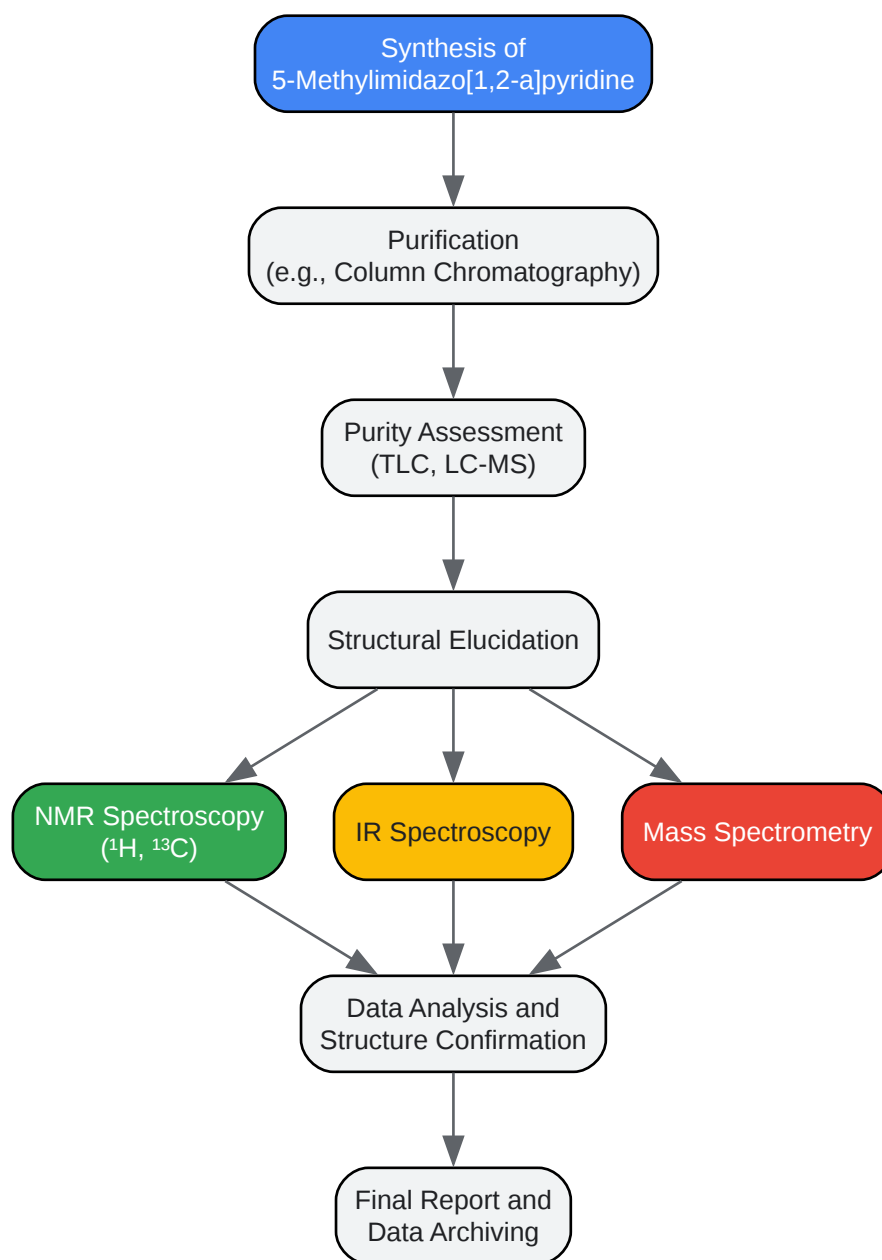 Synthesis of
5-Methylimidazo[1,2-a]pyridine
Purification
(e.g., Column Chromatography)
Purity Assessment
(TLC, LC-MS)
Structural Elucidation
NMR Spectroscopy
(¹H, ¹³C)
IR Spectroscopy
Mass Spectrometry
Data Analysis and
Structure Confirmation
Final Report and
Data Archiving